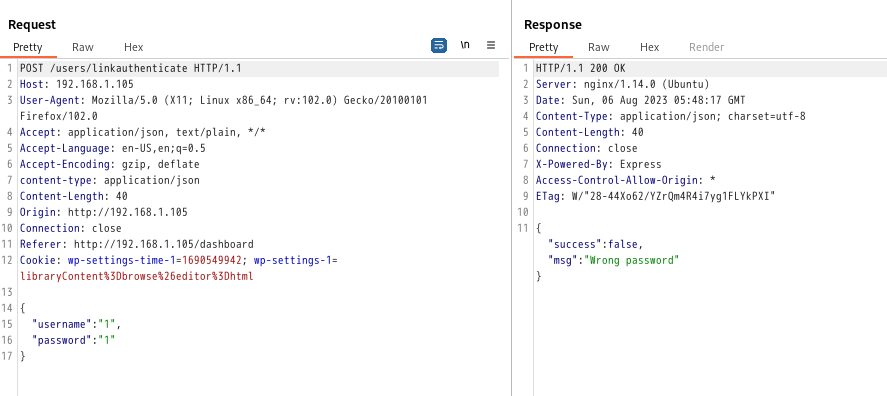 Request
Pretty Raw Hex \n
1 POST /users/linkauthenticate HTTP/1.1
2 Host: 192.168.1.105
3 User-Agent: Mozilla/5.0 (X11; Linux x86_64; rv:102.0) Gecko/20100101
Firefox/102.0
4 Accept: application/json, text/plain, */*
5 Accept-Language: en-US,en;q=0.5
6 Accept-Encoding: gzip, deflate
7 content-type: application/json
8 Content-Length: 40
9 Origin: http://192.168.1.105
10 Connection: close
11 Referer: http://192.168.1.105/dashboard
12 Cookie: wp-settings-time-1=1690549942; wp-settings-1=
libraryContent%3Dbrowse%26editor%3Dhtml
13
14 {
15 "username":"1",
16 "password":"1"
17 }
Response
Pretty Raw Hex Render
1 HTTP/1.1 200 OK
2 Server: nginx/1.14.0 (Ubuntu)
3 Date: Sun, 06 Aug 2023 05:48:17 GMT
4 Content-Type: application/json; charset=utf-8
5 Content-Length: 40
6 Connection: close
7 X-Powered-By: Express
8 Access-Control-Allow-Origin: *
9 ETag: W/"28-44Xo62/YZrQm4R4i7yg1FLYkPXI"
10
11 {
"success":false,
"msg":"Wrong password"
}